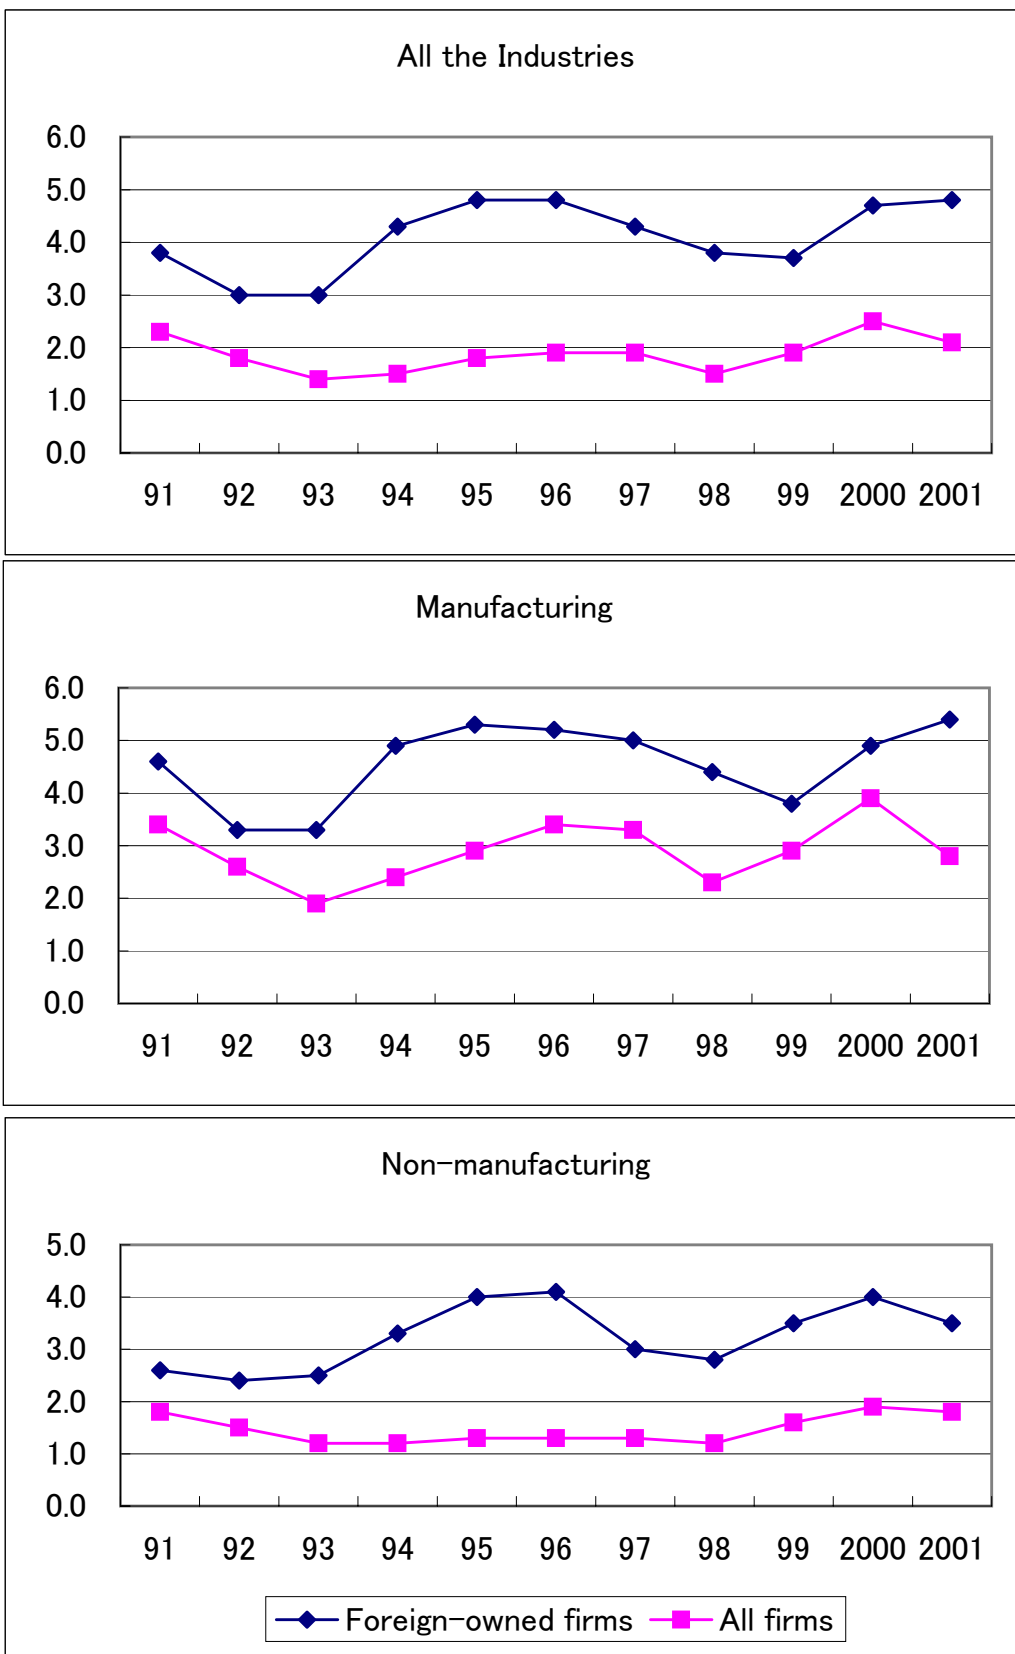 All the Industries
6.0
5.0
4.0
3.0
2.0
1.0
0.0
91 92 93 94 95 96 97 98 99 2000 2001
Manufacturing
6.0
5.0
4.0
3.0
2.0
1.0
0.0
91 92 93 94 95 96 97 98 99 2000 2001
Non-manufacturing
5.0
4.0
3.0
2.0
1.0
0.0
91 92 93 94 95 96 97 98 99 2000 2001
Foreign-owned firms All firms